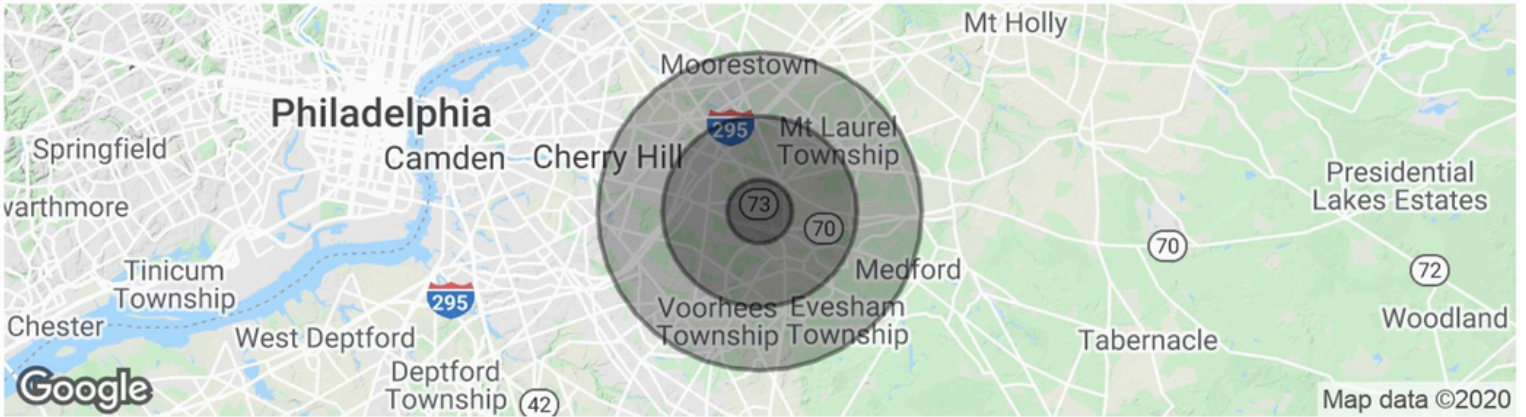 Mt Holly
Moorestown
Philadelphia
295
Mt Laurel
Township
Springfield
Camden
Cherry Hill
Presidential
Lakes Estates
warthmore
73
70
70
Tinicum
Township
Medford
72
295
Chester
West Deptford
Voorhees
Township
Evesham
Township
Woodland
Tabernacle
Deptford
Township
42
Google
Map data ©2020